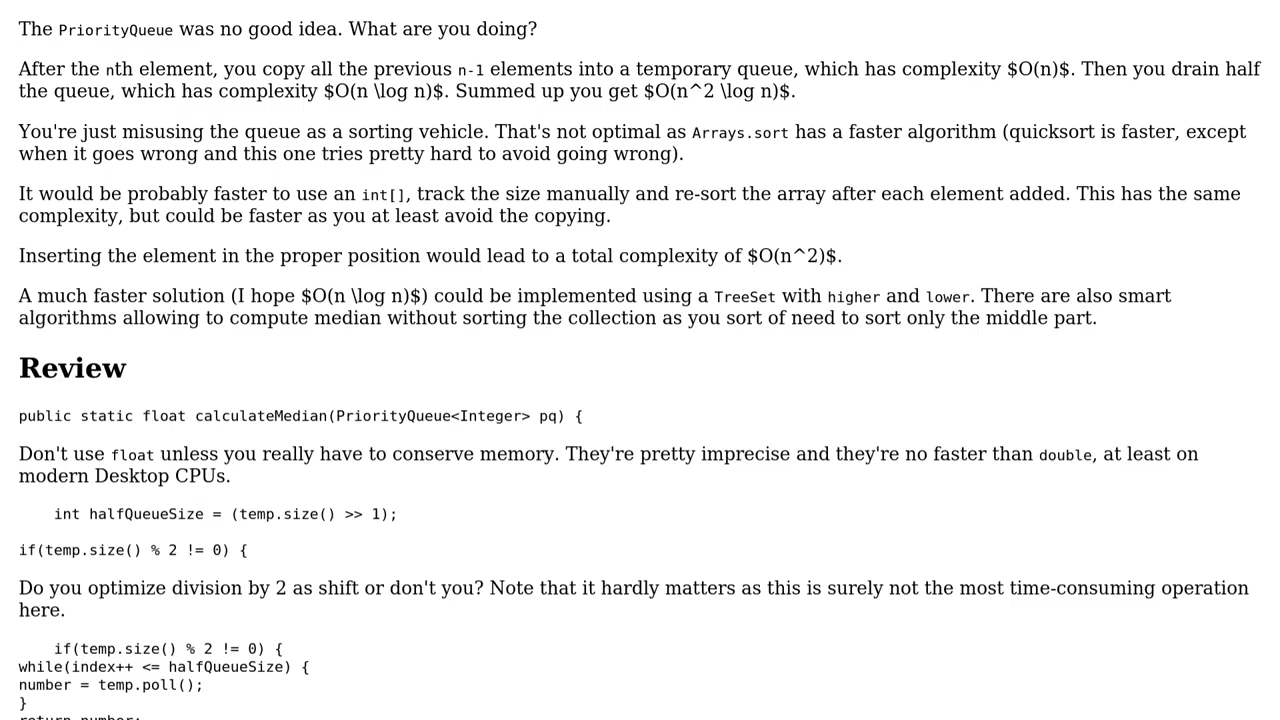 The PriorityQueue was no good idea. What are you doing?
After the nth element, you copy all the previous n-1 elements into a temporary queue, which has complexity $O(n)$. Then you drain half
the queue, which has complexity $O(n \log n)$. Summed up you get $O(n^2 \log n)$.
You're just misusing the queue as a sorting vehicle. That's not optimal as Arrays.sort has a faster algorithm (quicksort is faster, except
when it goes wrong and this one tries pretty hard to avoid going wrong).
It would be probably faster to use an int[], track the size manually and re-sort the array after each element added. This has the same
complexity, but could be faster as you at least avoid the copying.
Inserting the element in the proper position would lead to a total complexity of $O(n^2)$.
A much faster solution (I hope $O(n \log n)$) could be implemented using a TreeSet with higher and lower. There are also smart
algorithms allowing to compute median without sorting the collection as you sort of need to sort only the middle part.
Review
public static float calculateMedian(PriorityQueue<Integer> pq) {
Don't use float unless you really have to conserve memory. They're pretty imprecise and they're no faster than double, at least on
modern Desktop CPUs.
    int halfQueueSize = (temp.size() >> 1);
if(temp.size() % 2 != 0) {
Do you optimize division by 2 as shift or don't you? Note that it hardly matters as this is surely not the most time-consuming operation
here.
    if(temp.size() % 2 != 0) {
while(index++ <= halfQueueSize) {
number = temp.poll();
}
return number;